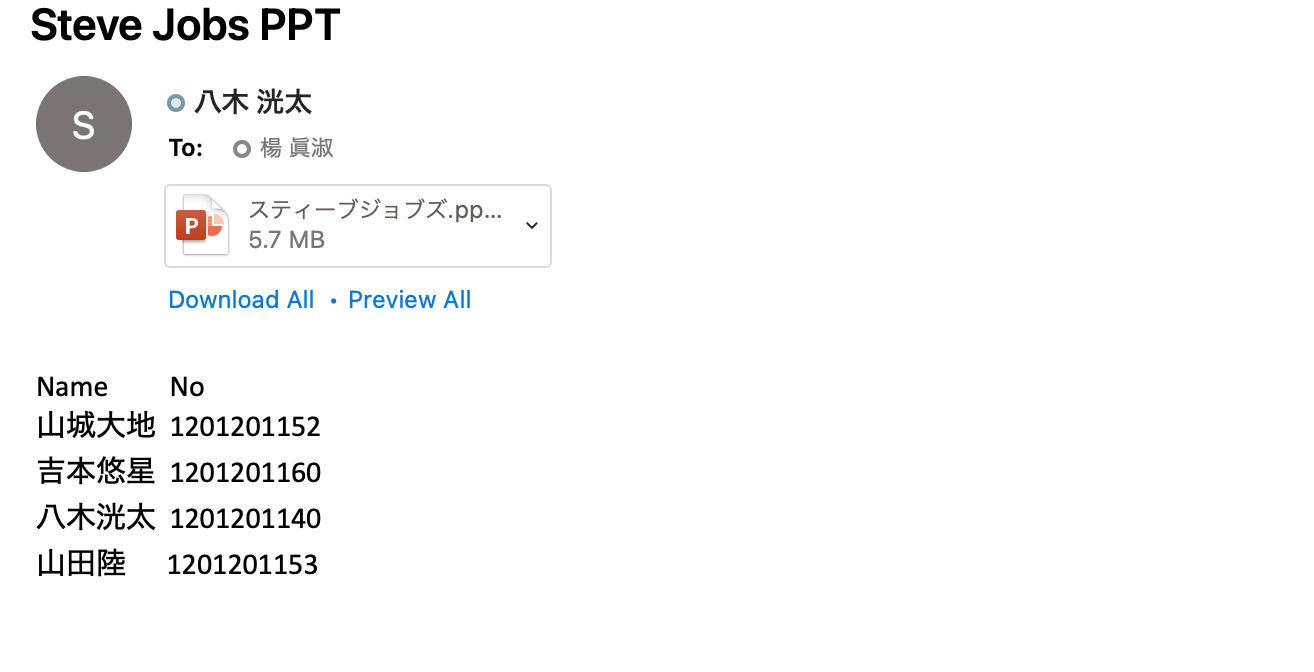 Steve Jobs PPT
S
八木 洸太
To: 楊 眞淑
P
スティーブジョブズ.pp...
5.7 MB
Download All • Preview All
Name No
山城大地 1201201152
吉本悠星 1201201160
八木洸太 1201201140
山田陸 1201201153